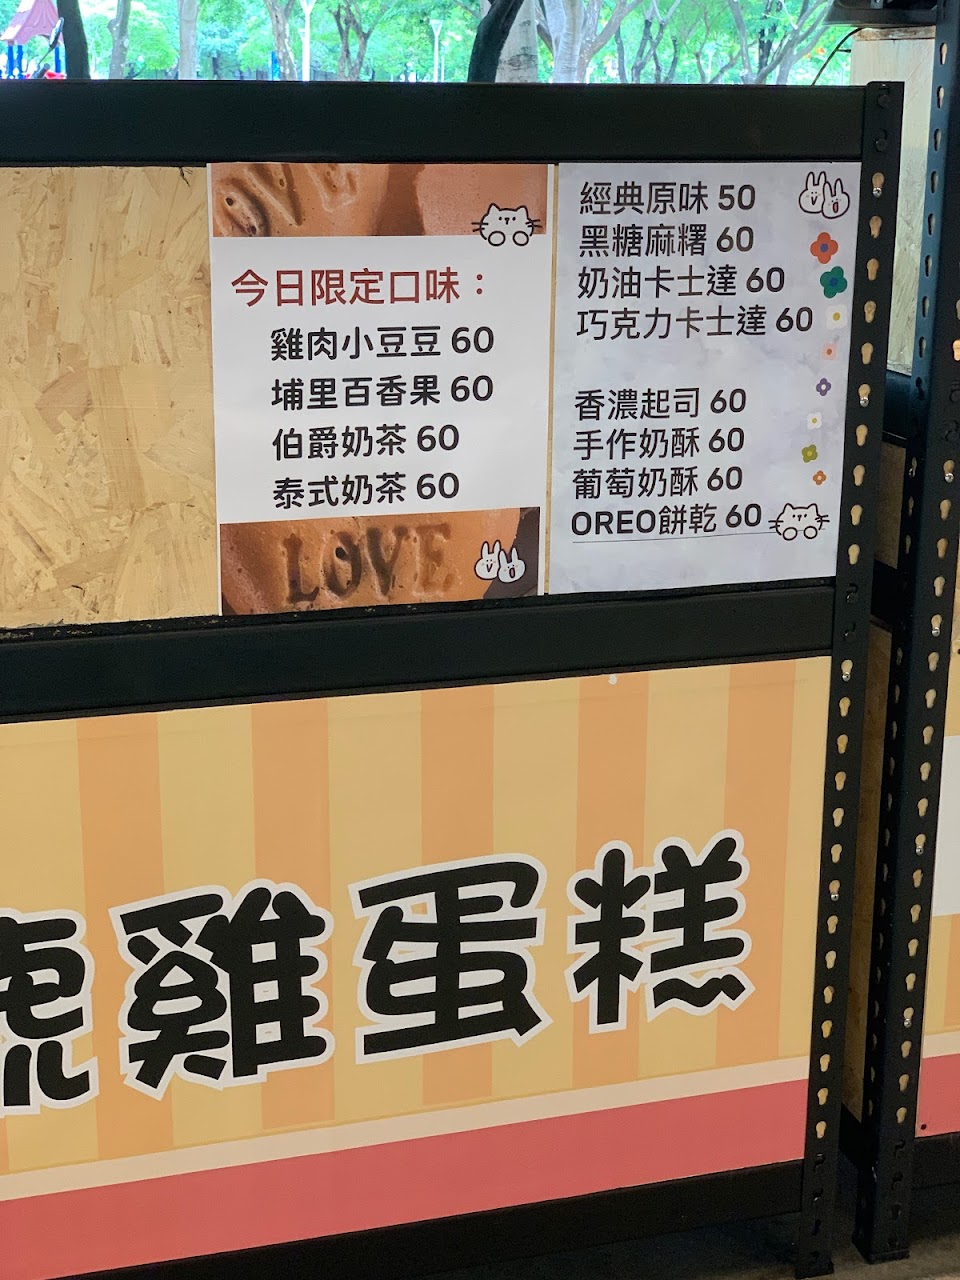 OVE
今日限定口味：
雞肉小豆豆 60
埔里百香果 60
伯爵奶茶 60
泰式奶茶 60
LOVE
經典原味 50
黑糖麻糬 60
奶油卡士達 60
巧克力卡士達 60
香濃起司 60
手作奶酥 60
葡萄奶酥 60
OREO餅乾 60
雞蛋糕